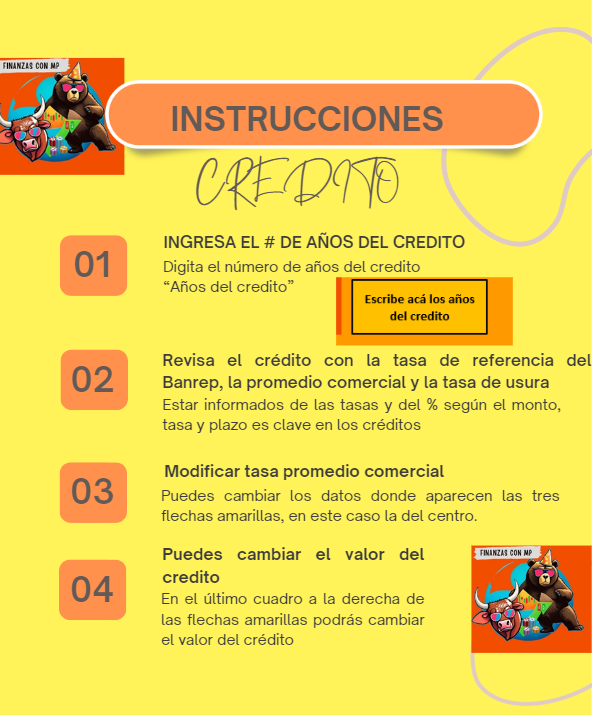 FINANZAS CON MP
INSTRUCCIONES
CREDITO
01
INGRESA EL # DE AÑOS DEL CREDITO
Digita el número de años del credito
“Años del credito”
Escribe acá los años
del credito
02
Revisa el crédito con la tasa de referencia del
Banrep, la promedio comercial y la tasa de usura
Estar informados de las tasas y del % según el monto,
tasa y plazo es clave en los créditos
03
Modificar tasa promedio comercial
Puedes cambiar los datos donde aparecen las tres
flechas amarillas, en este caso la del centro.
04
Puedes cambiar el valor del
credito
En el último cuadro a la derecha de
las flechas amarillas podrás cambiar
el valor del crédito
FINANZAS CON MP